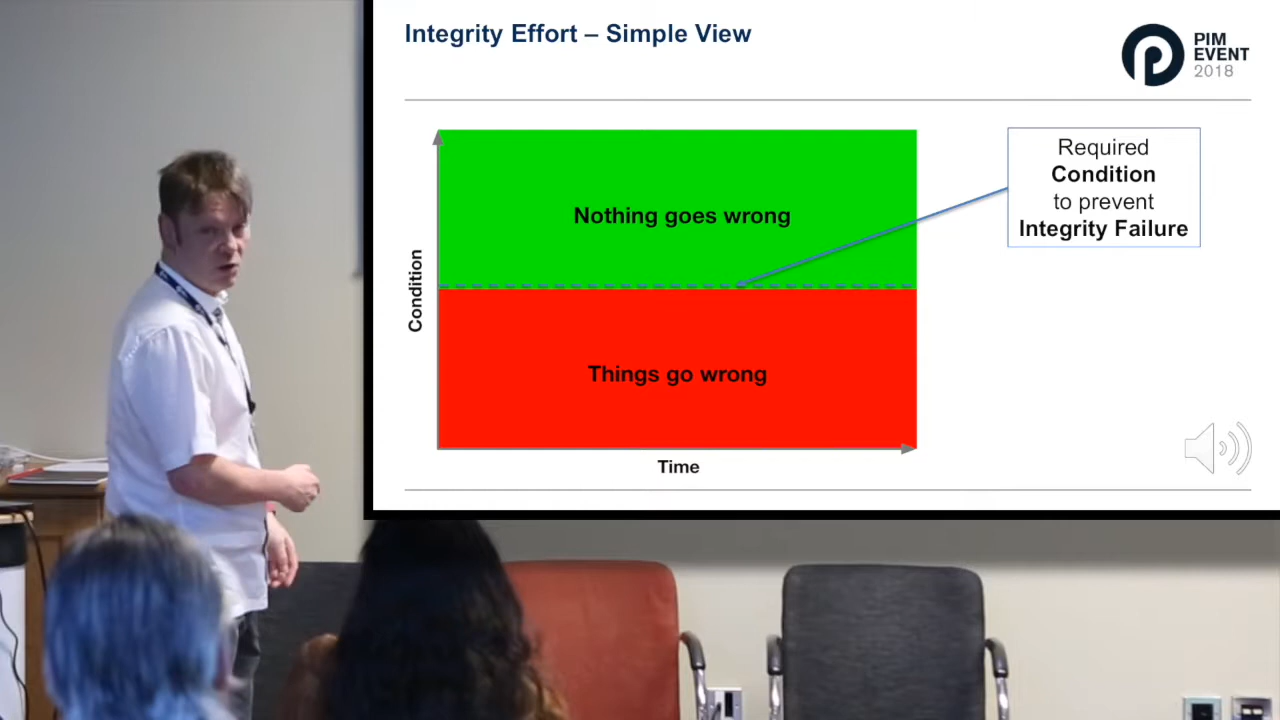 Integrity Effort – Simple View
PIM
EVENT
2018
Nothing goes wrong
Required
Condition
to prevent
Integrity Failure
Condition
Things go wrong
Time